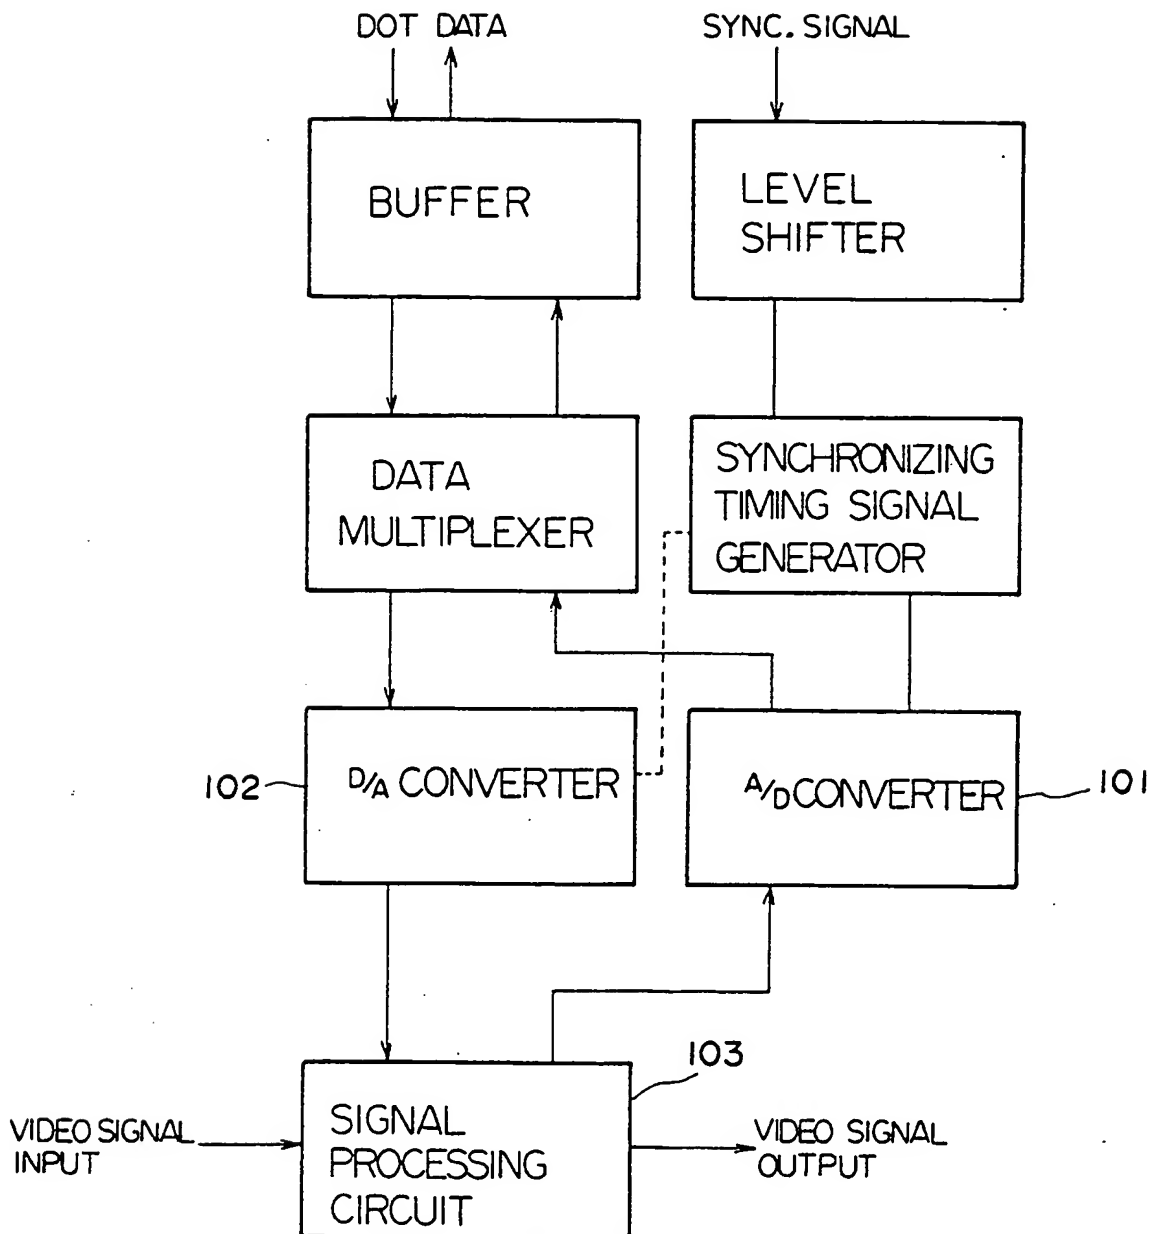 DOT DATA
SYNC. SIGNAL
BUFFER
LEVEL
SHIFTER
DATA
MULTIPLEXER
SYNCHRONIZING
TIMING SIGNAL
GENERATOR
102
D/A CONVERTER
A/D CONVERTER
101
103
VIDEO SIGNAL
INPUT
SIGNAL
PROCESSING
CIRCUIT
VIDEO SIGNAL
OUTPUT